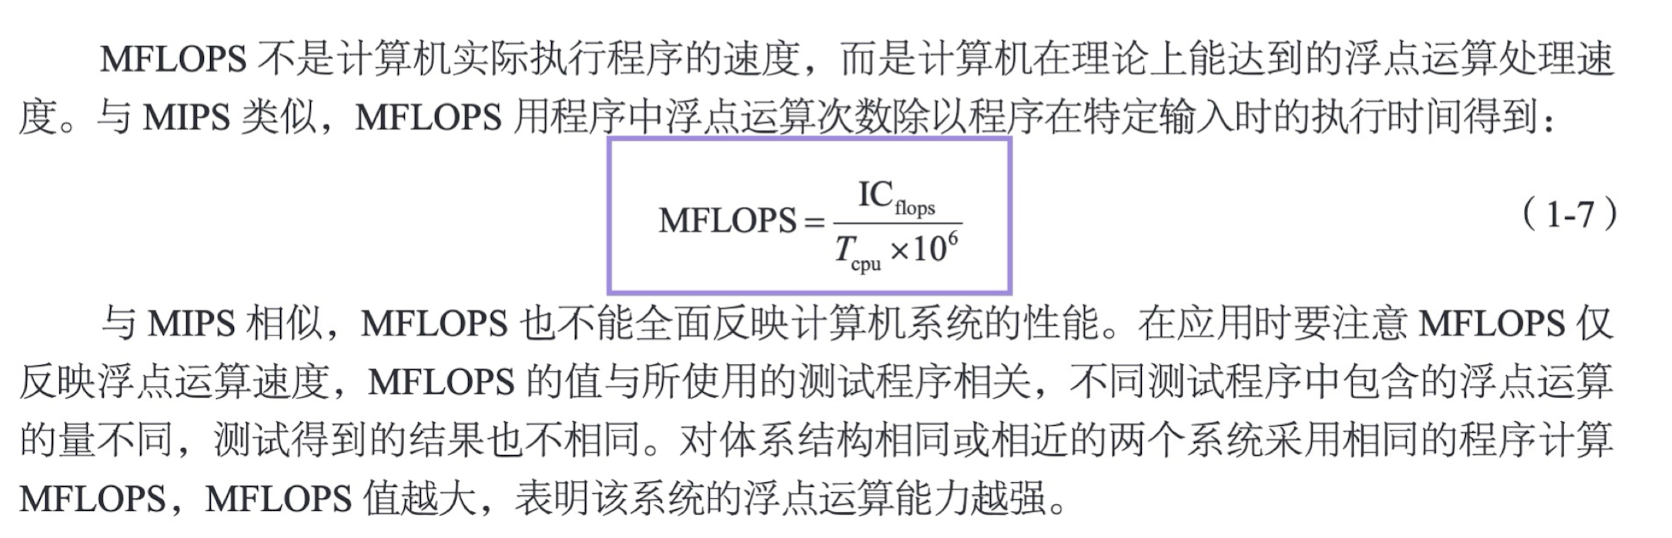 MFLOPS 不是计算机实际执行程序的速度，而是计算机在理论上能达到的浮点运算处理速
度。与 MIPS 类似，MFLOPS 用程序中浮点运算次数除以程序在特定输入时的执行时间得到：
MFLOPS = IC_flops / (T_cpu ×10^6) （1-7）
与 MIPS 相似，MFLOPS 也不能全面反映计算机系统的性能。在应用时要注意 MFLOPS 仅
反映浮点运算速度，MFLOPS 的值与所使用的测试程序相关，不同测试程序中包含的浮点运算
的量不同，测试得到的结果也不相同。对体系结构相同或相近的两个系统采用相同的程序计算
MFLOPS，MFLOPS 值越大，表明该系统的浮点运算能力越强。